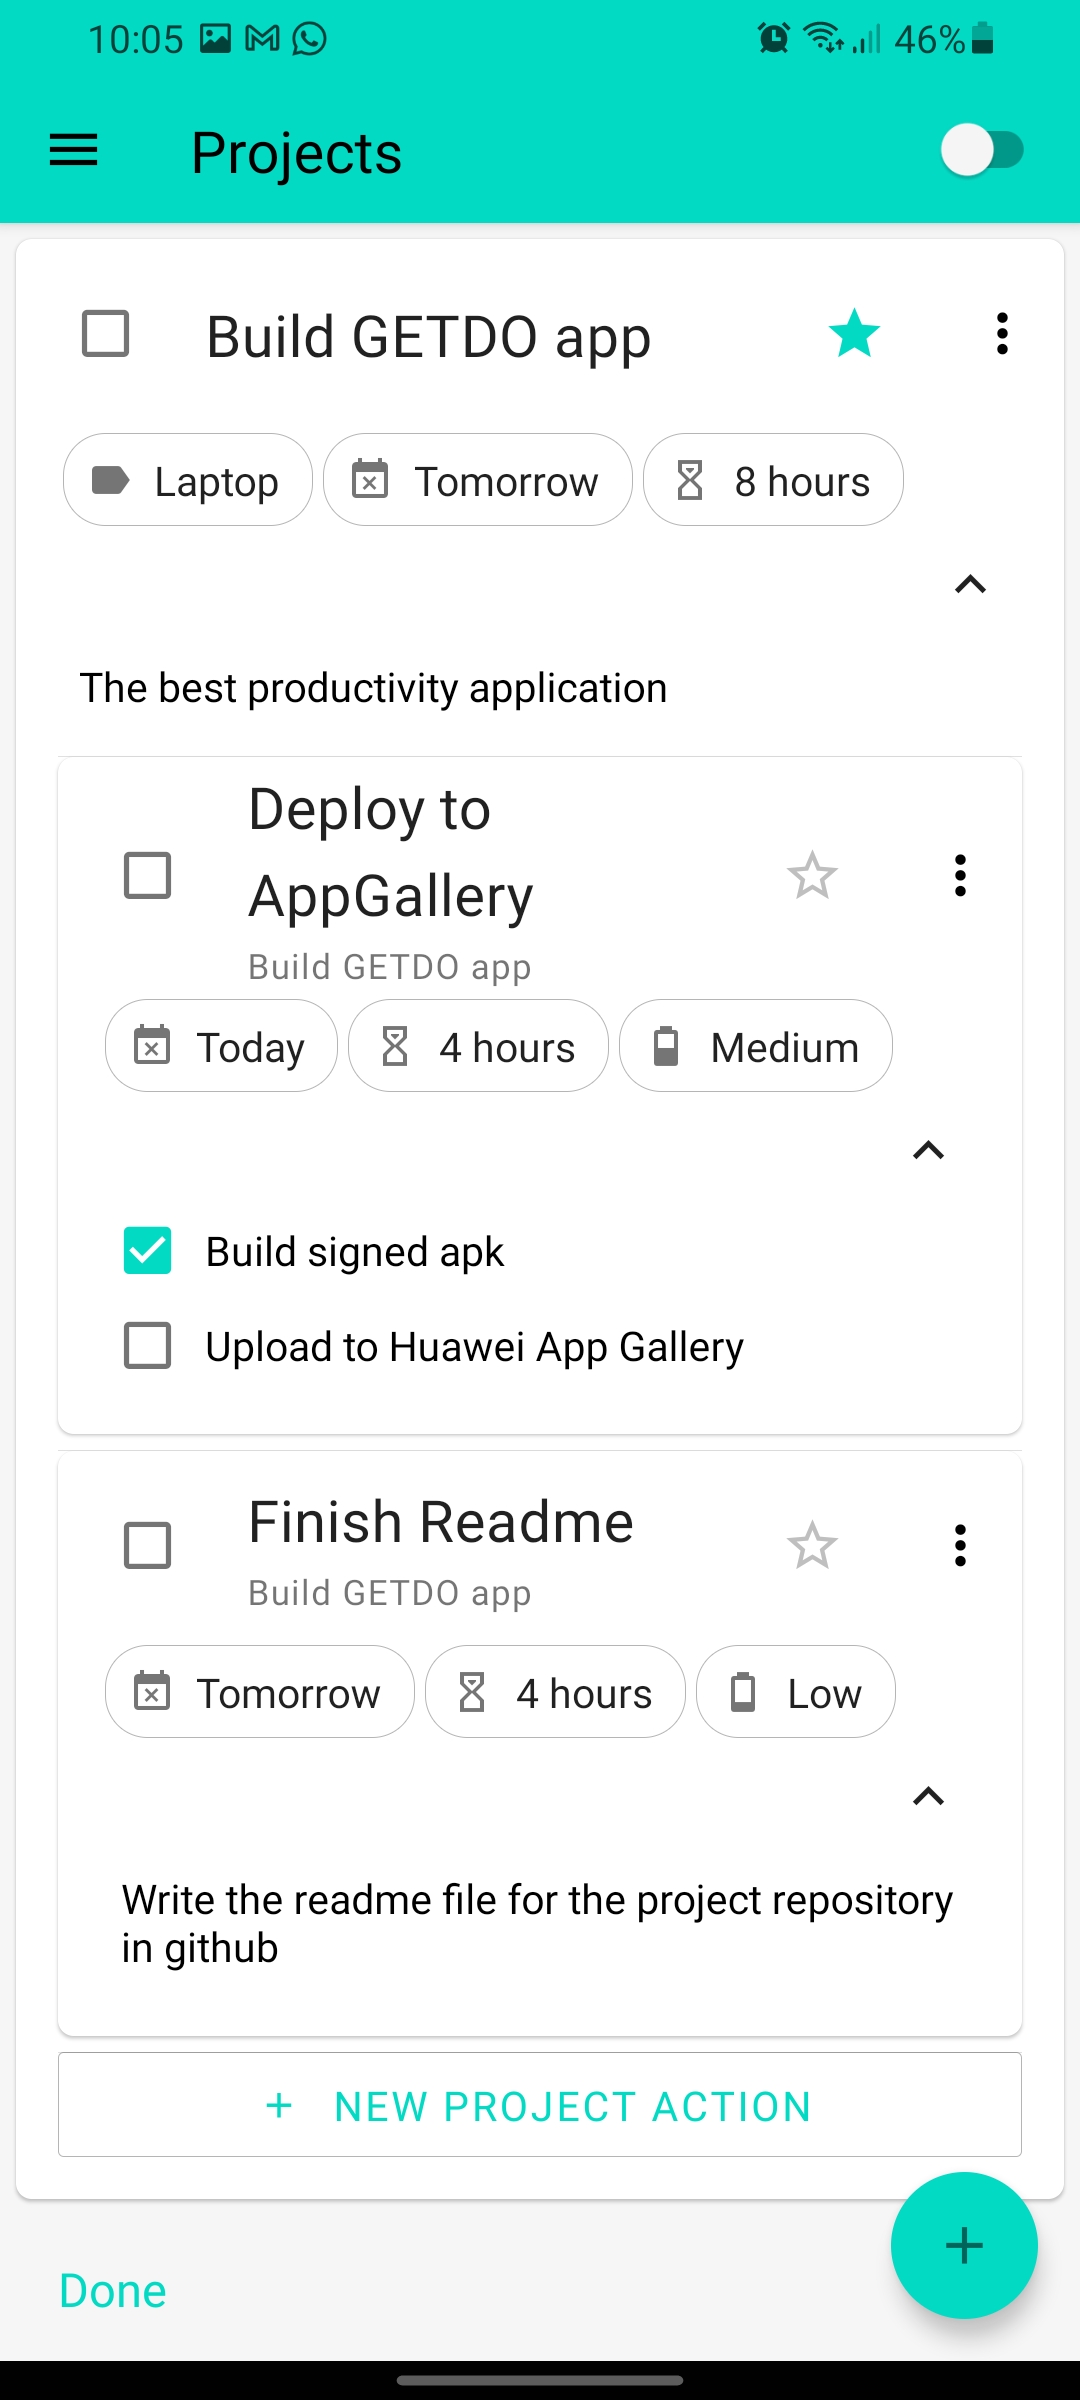 10:05 46%
Projects
Build GETDO app
Laptop Tomorrow 8 hours
The best productivity application
Deploy to
AppGallery
Build GETDO app
Today 4 hours Medium
Build signed apk
Upload to Huawei App Gallery
Finish Readme
Build GETDO app
Tomorrow 4 hours Low
Write the readme file for the project repository
in github
+ NEW PROJECT ACTION
Done